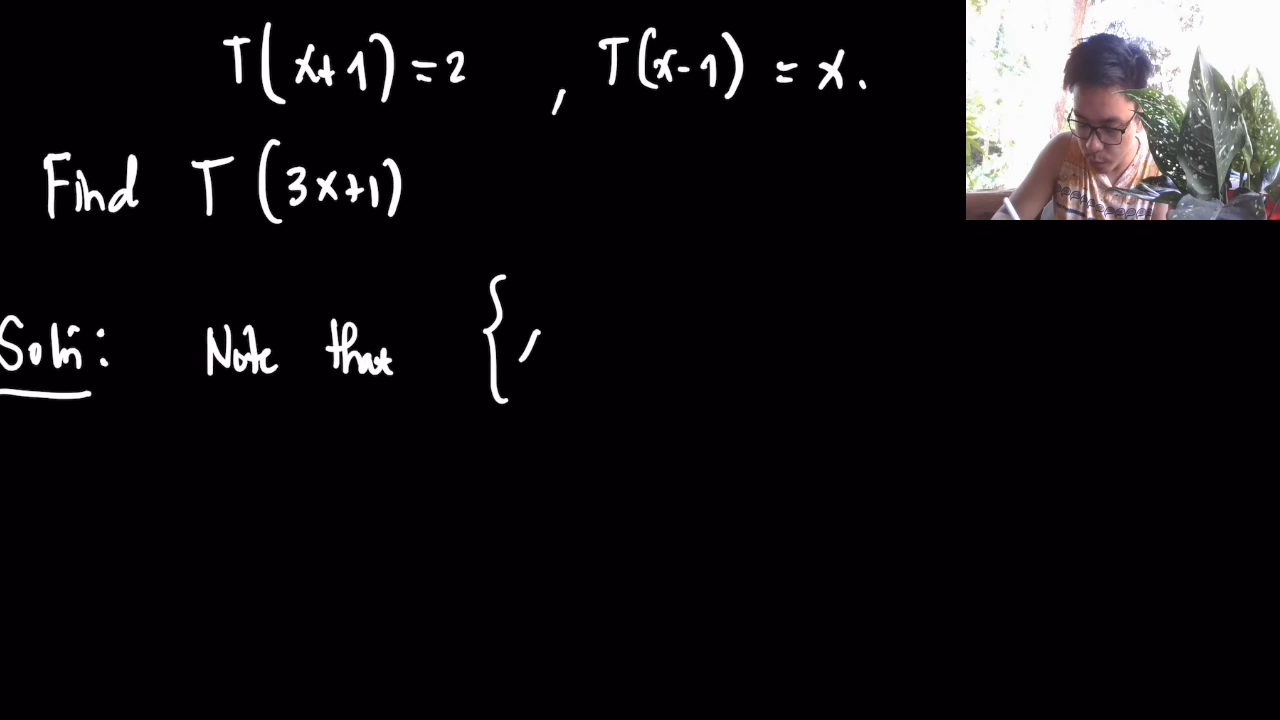 T(x+1)=2 , T(x-1) = x.
Find T (3x+1)
Soln: Note that {